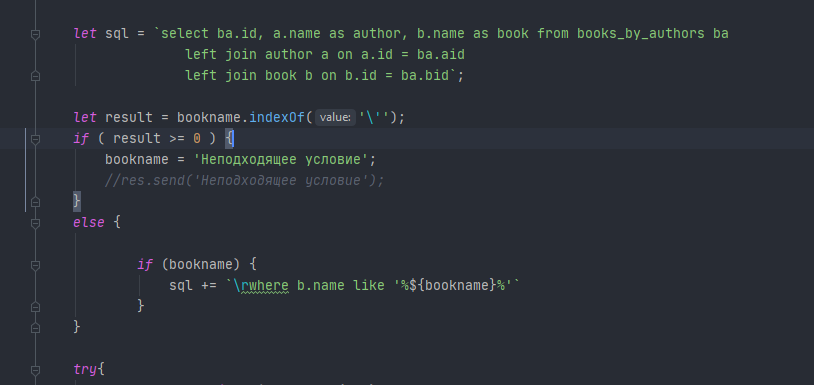 let sql = `select ba.id, a.name as author, b.name as book from books_by_authors ba
left join author a on a.id = ba.aid
left join book b on b.id = ba.bid`;
let result = bookname.indexOf( value: '\'');
if ( result >= 0 ) {
bookname = 'Неподходящее условие';
//res.send('Неподходящее условие');
}
else {
if (bookname) {
sql += `\rwhere b.name like '%${bookname}%'`
}
}
try{